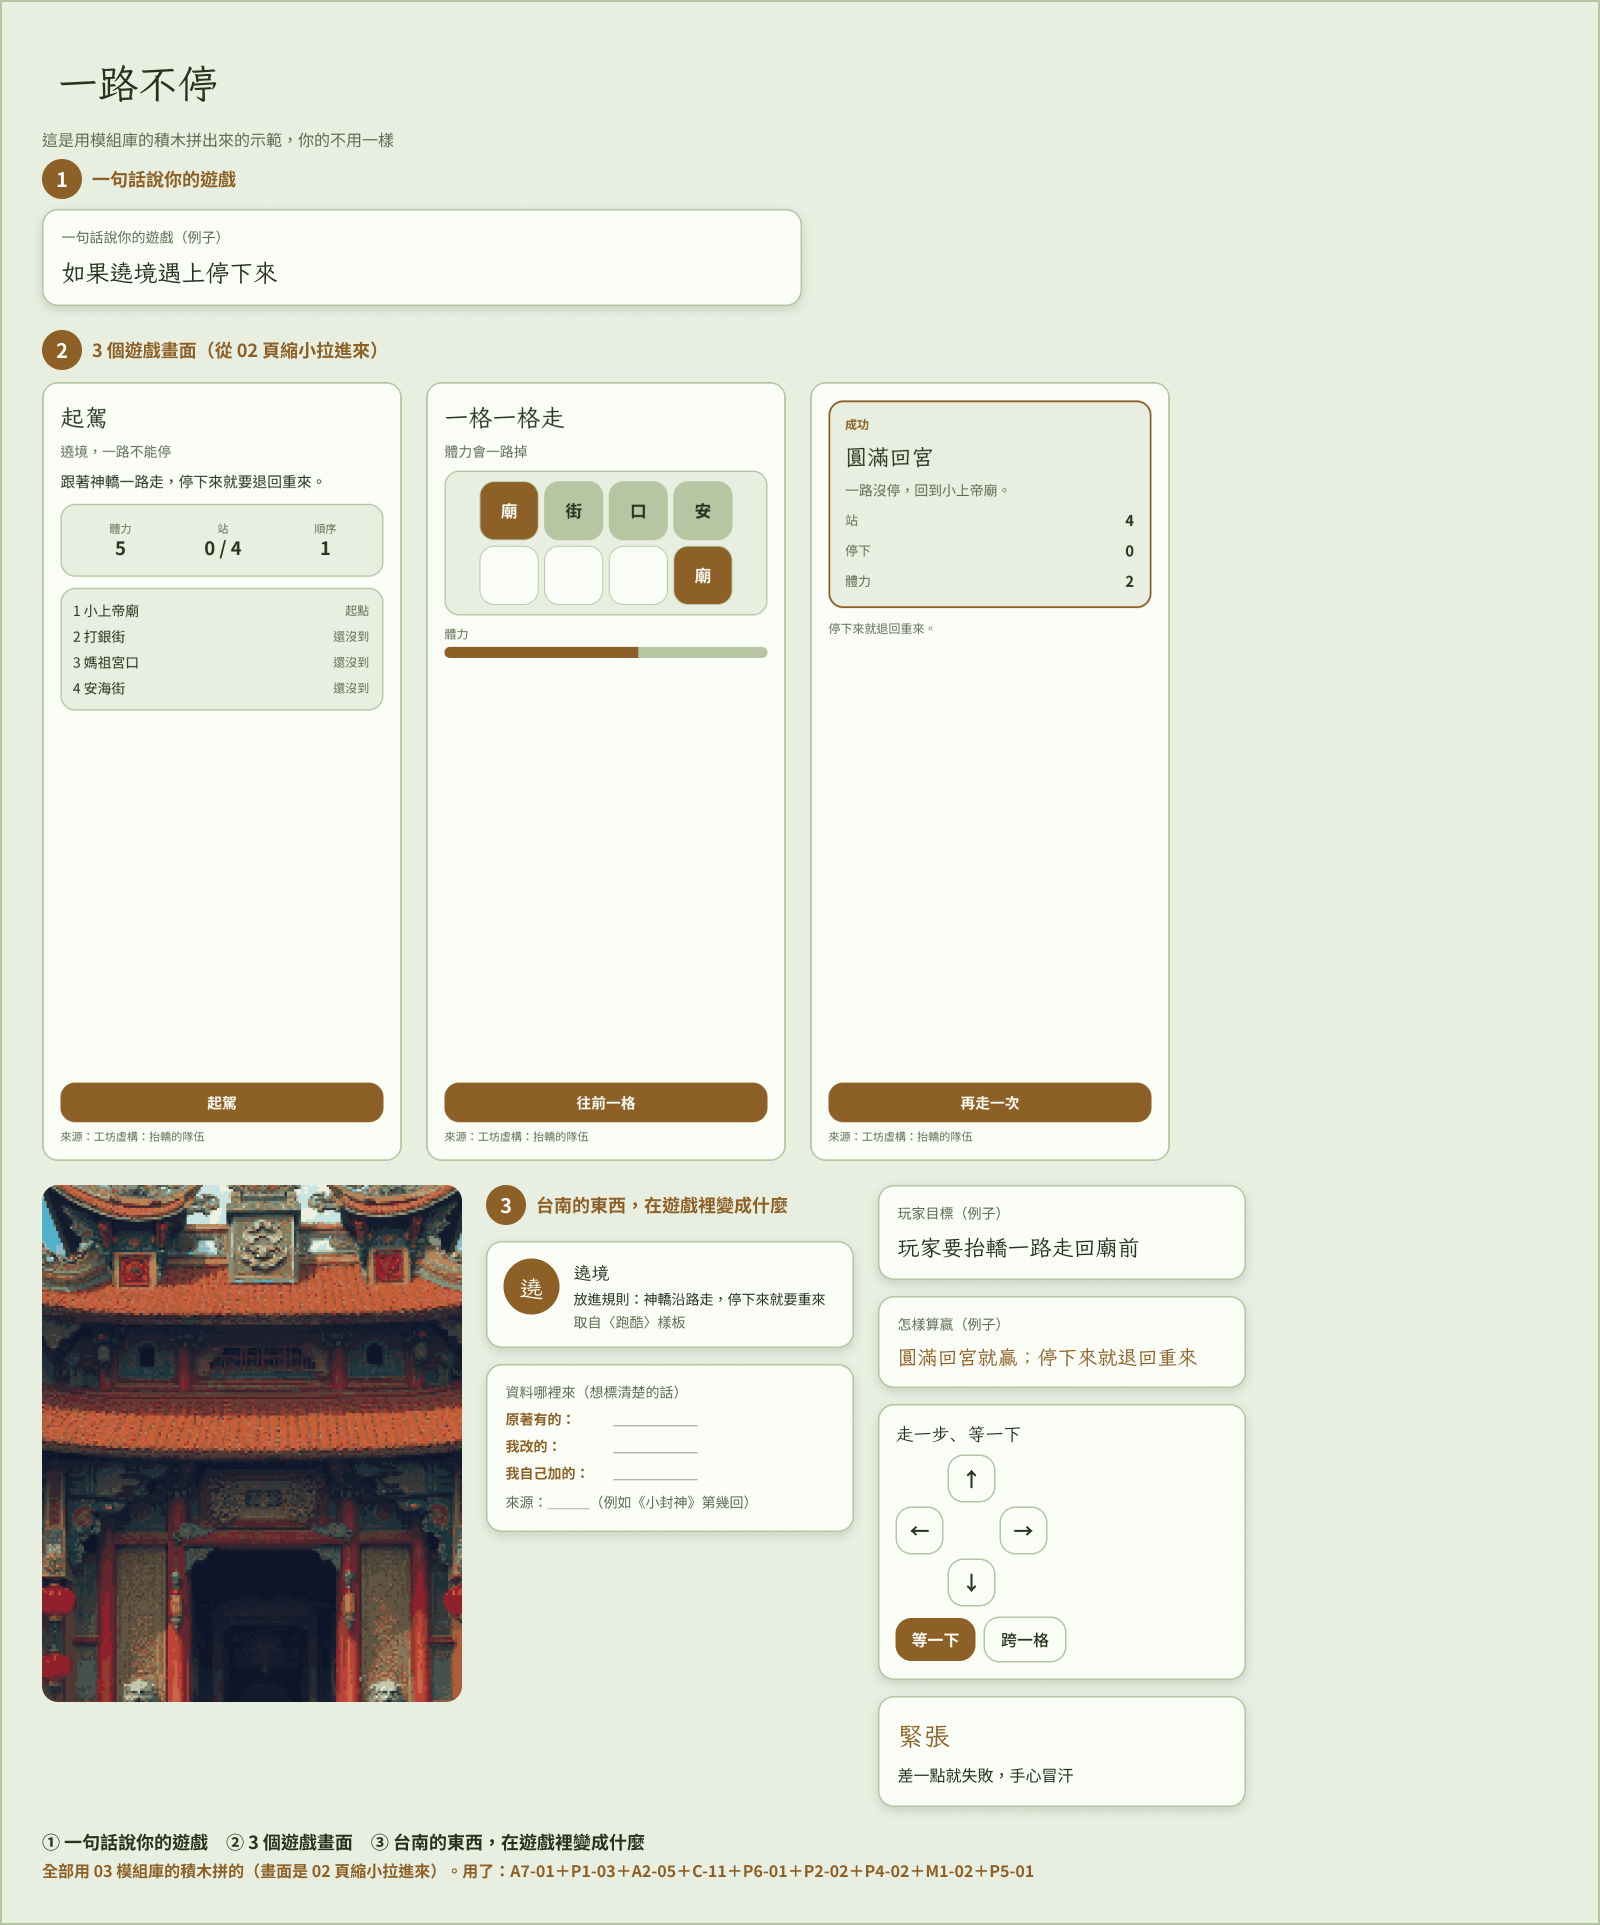 一路不停
這是用模組庫的積木拼出來的示範，你的不用一樣
1 一句話說你的遊戲
一句話說你的遊戲（例子）
如果遶境遇上停下來
2 3 個遊戲畫面（從 02 頁縮小拉進來）
起駕
遶境，一路不能停
跟著神轎一路走，停下來就要退回重來。
體力 站 順序
5 0 / 4 1
1 小上帝廟 起點
2 打銀街 還沒到
3 媽祖宮口 還沒到
4 安海街 還沒到
起駕
來源：工坊虛構：抬轎的隊伍
一格一格走
體力會一路掉
廟 街 口 安
廟
體力
往前一格
來源：工坊虛構：抬轎的隊伍
成功
圓滿回宮
一路沒停，回到小上帝廟。
站 4
停下 0
體力 2
停下來就退回重來。
再走一次
來源：工坊虛構：抬轎的隊伍
3 台南的東西，在遊戲裡變成什麼
遶
遶境
放進規則：神轎沿路走，停下來就要重來
取自〈跑酷〉樣板
資料哪裡來（想標清楚的話）
原著有的： ____________
我改的： ____________
我自己加的： ____________
來源：______（例如《小封神》第幾回）
玩家目標（例子）
玩家要抬轎一路走回廟前
怎樣算贏（例子）
圓滿回宮就贏；停下來就退回重來
走一步、等一下
↑
← →
↓
等一下 跨一格
緊張
差一點就失敗，手心冒汗
① 一句話說你的遊戲 ② 3 個遊戲畫面 ③ 台南的東西，在遊戲裡變成什麼
全部用 03 模組庫的積木拼的（畫面是 02 頁縮小拉進來）。用了：A7-01＋P1-03＋A2-05＋C-11＋P6-01＋P2-02＋P4-02＋M1-02＋P5-01